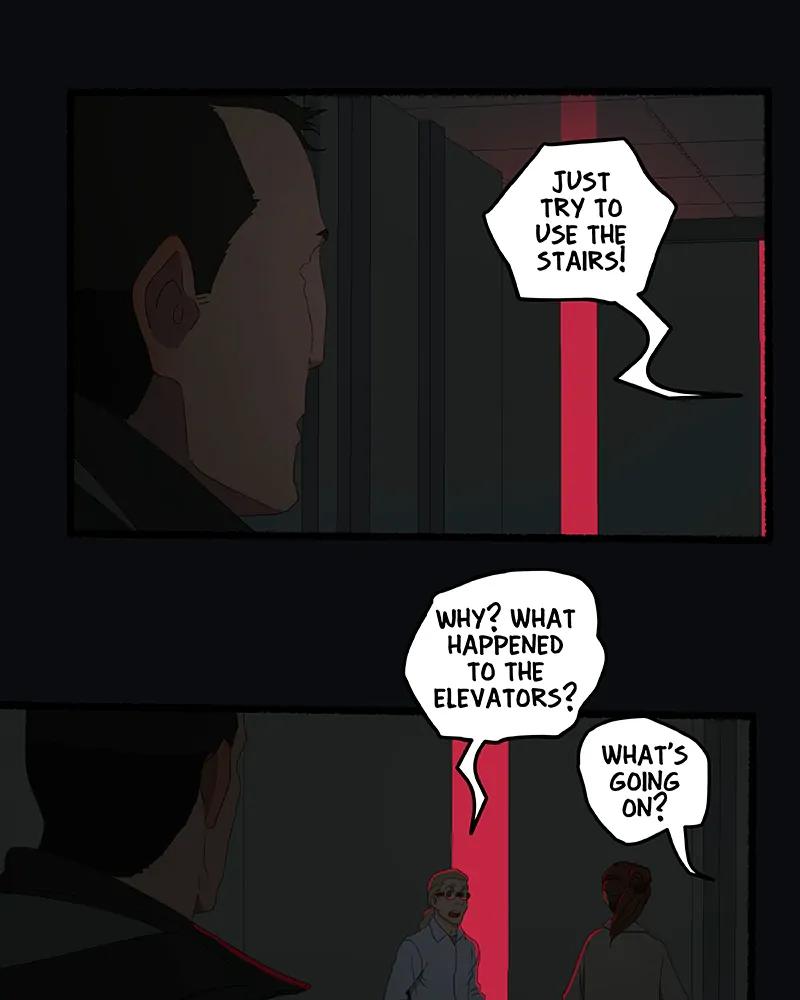 JUST
TRY TO
USE THE
STAIRS!
WHY? WHAT
HAPPENED
TO THE
ELEVATORS?
WHAT'S
GOING
ON?